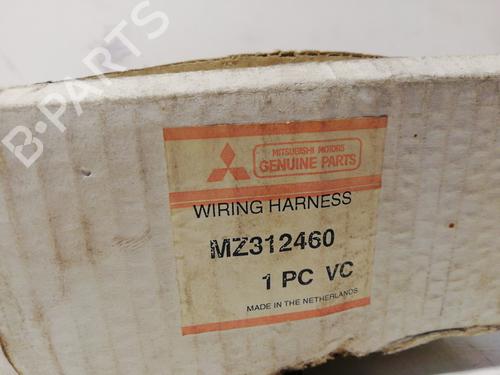 B-PARTS
MITSUBISHI MOTORS
GENUINE PARTS
WIRING HARNESS
MZ312460
1 PC VC
MADE IN THE NETHERLANDS